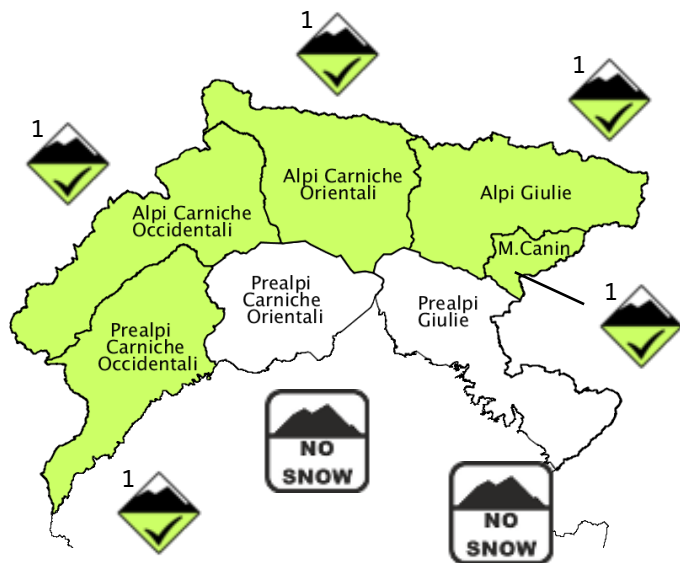 1
1
1
Alpi Carniche
Orientali
Alpi Giulie
Alpi Carniche
Occidentali
M.Canin
Prealpi
Carniche
Orientali
Prealpi
Giulie
1
Prealpi
Carniche
Occidentali
NO
SNOW
1
NO
SNOW